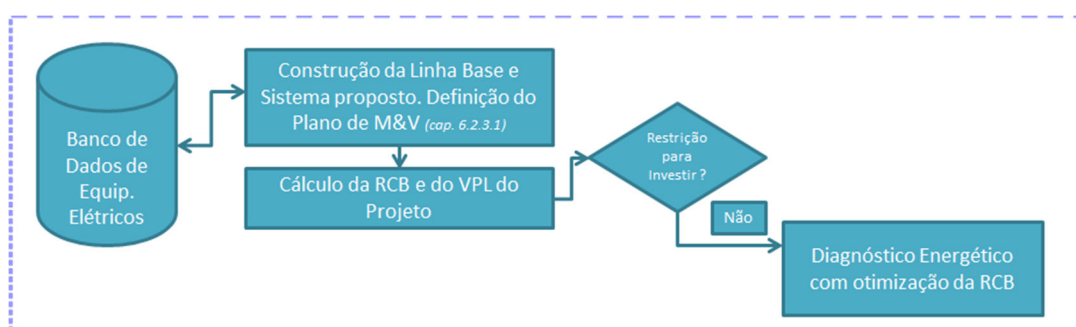 Banco de
Dados de
Equip.
Elétricos
Construção da Linha Base e
Sistema proposto. Definição do
Plano de M&V (cap. 6.2.3.1)
Cálculo da RCB e do VPL do
Projeto
Restrição
para
Investir ?
Não
Diagnóstico Energético
com otimização da RCB